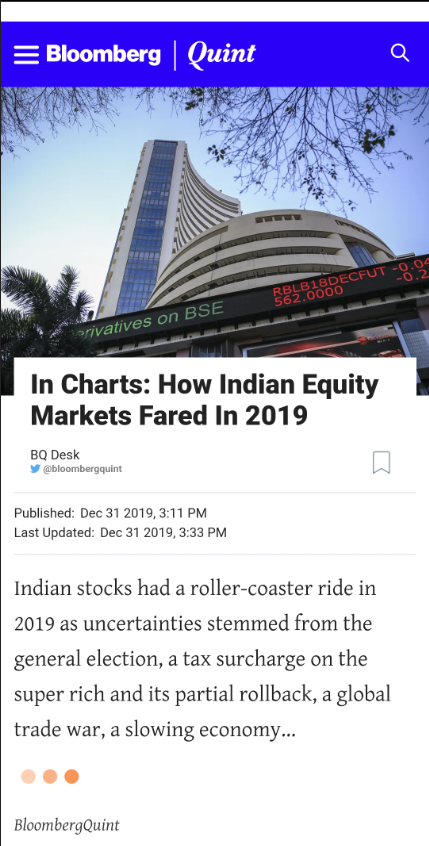 Bloomberg | Quint
RBL818DECFUT -0.04
562.0000 -0.2
erivatives on BSE
In Charts: How Indian Equity
Markets Fared In 2019
BQ Desk
@bloombergquint
Published: Dec 31 2019, 3:11 PM
Last Updated: Dec 31 2019, 3:33 PM
Indian stocks had a roller-coaster ride in
2019 as uncertainties stemmed from the
general election, a tax surcharge on the
super rich and its partial rollback, a global
trade war, a slowing economy...
BloombergQuint